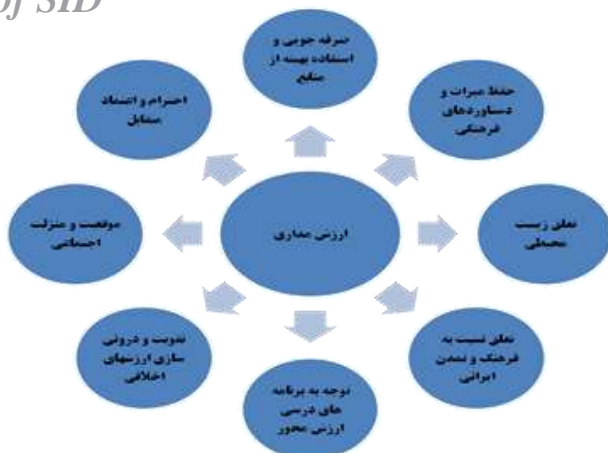 of SID
صرفه جویی و
استفاده بهینه از
منابع
حفظ میراث و
دستاوردهای
فرهنگی
تعلق زیست
محیطی
تعلق نسبت به
فرهنگ و تمدن
ایرانی
توجه به برنامه
های درسی
ارزش محور
تقویت و درونی
سازی ارزشهای
اخلاقی
موقعیت و منزلت
اجتماعی
احترام و اعتماد
متقابل
ارزش مداری